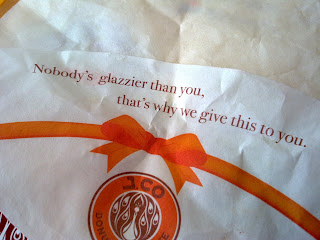 Nobody's glazzier than you,
that's why we give this to you.
J.CO